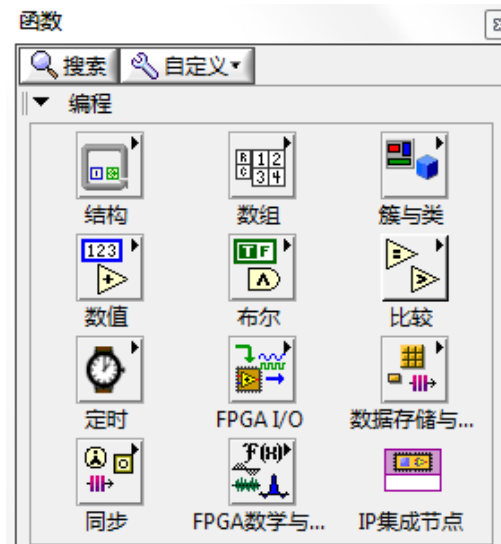 函数
搜索 自定义
编程
结构 数组 簇与类
123 TF
数值 布尔 比较
定时 FPGA I/O 数据存储与...
同步 FPGA数学与... IP集成节点